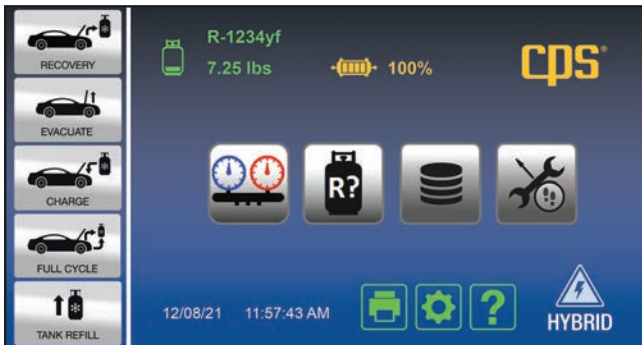 RECOVERY
EVACUATE
CHARGE
FULL CYCLE
TANK REFILL
R-1234yf
7.25 lbs
100%
cps®
R?
12/08/21 11:57:43 AM
?
HYBRID